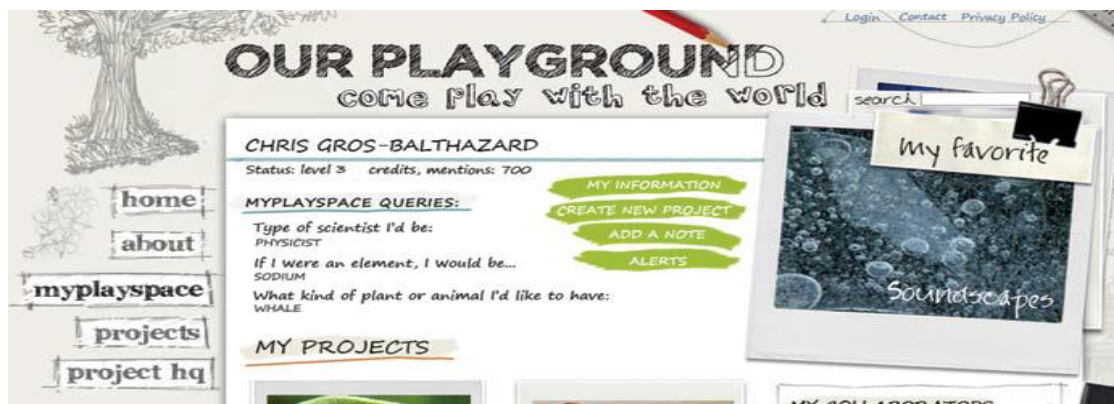 Login Contact Privacy Policy
OUR PLAYGROUND
come play with the world
search
my favorite
CHRIS GROS-BALTHAZARD
Status: level 3 credits, mentions: 700
MYPLAYSPACE QUERIES:
Type of scientist I'd be:
PHYSICIST
If I were an element, I would be...
SODIUM
What kind of plant or animal I'd like to have:
WHALE
MY INFORMATION
CREATE NEW PROJECT
ADD A NOTE
ALERTS
Soundscapes
home
about
myplayspace
projects
project hq
MY PROJECTS
MY COLLABORATORS